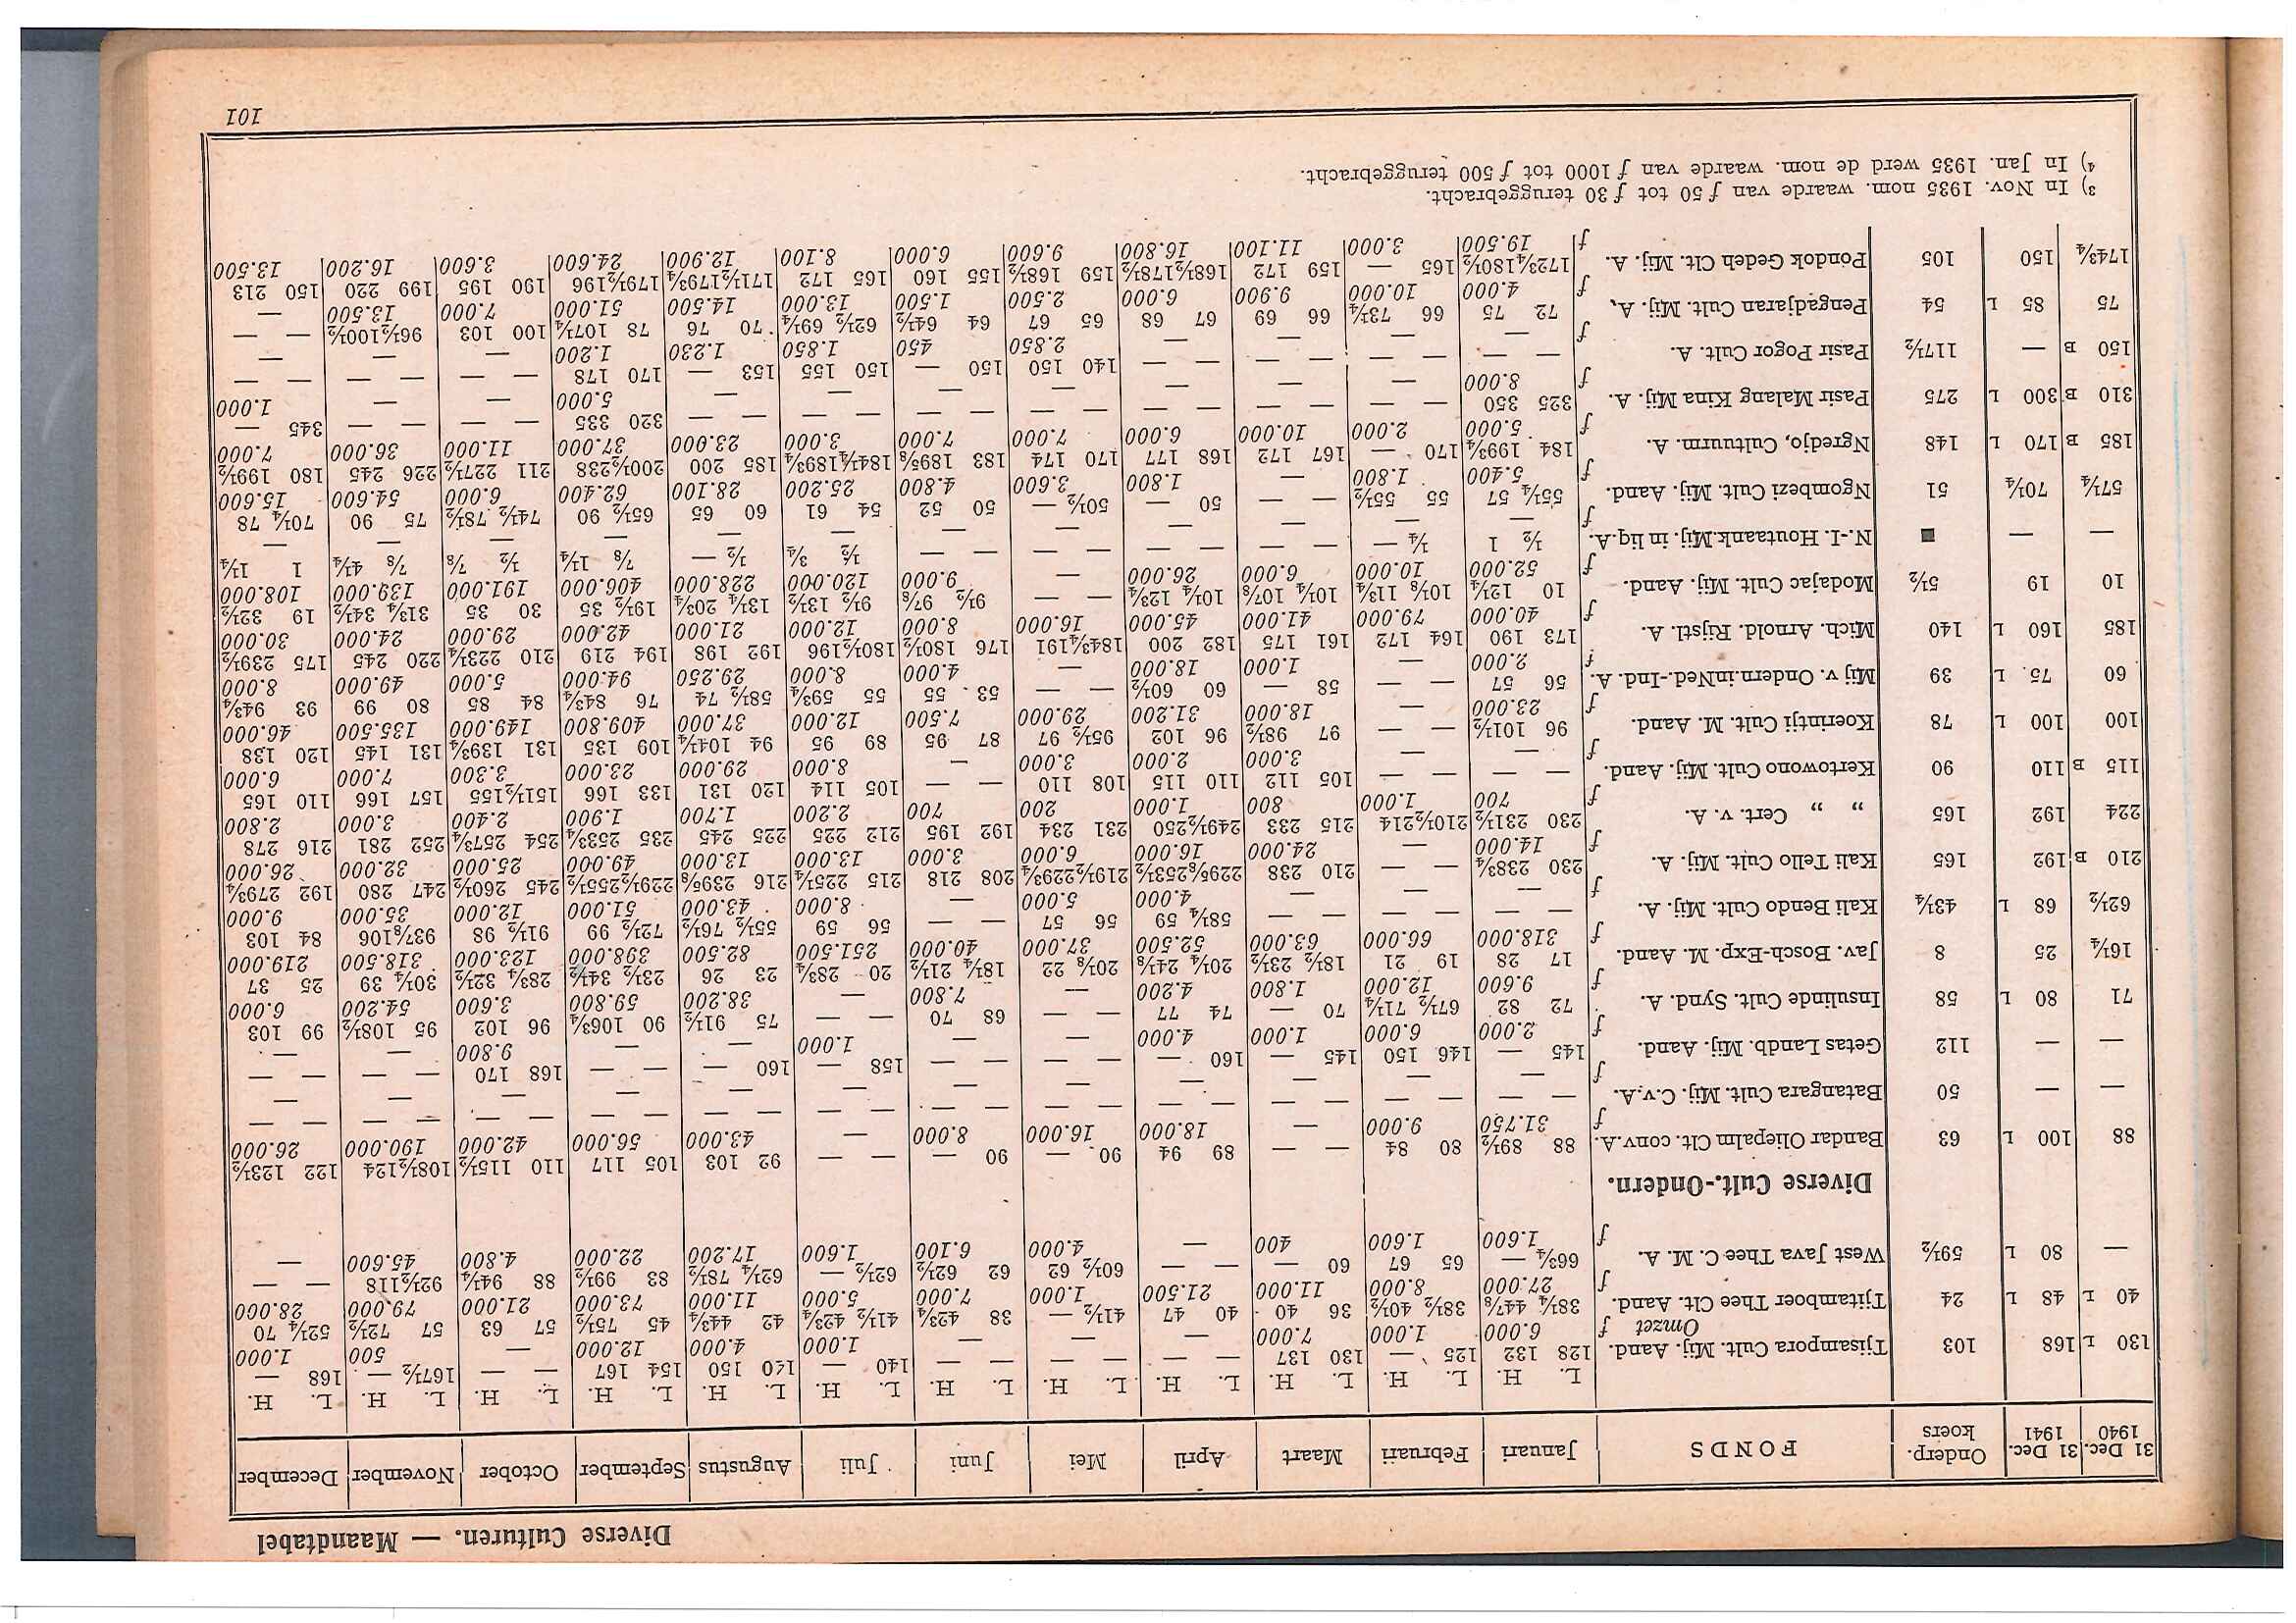 Diverse Culturen. — Maandtabel
31 Dec. 1940 | 31 Dec. 1941 | Onderp. koers | FONDS | Januari | Februari | Maart | April | Mei | Juni | Juli | Augustus | September | October | November | December
L. H. | L. H. | L. H. | L. H. | L. H. | L. H. | L. H. | L. H. | L. H. | L. H. | L. H. | L. H.
130 L | 168 | 103 | Tjisampora Cult. Mij. Aand. | 128 132 | 125 — | 130 137 | — — | — — | — — | 140 — | 140 150 | 154 167 | — — | 167½ — | 168 —
Omzet f | 6.000 | 1.000 | 7.000 | — | — | — | 1.000 | 4.000 | 12.000 | — | 500 | 1.000
40 L | 48 L | 24 | Tjitamboer Thee Clt. Aand. | 38¼ 44⅞ | 38½ 40½ | 36 40 | 40 47 | 41½ — | 38 42¾ | 41½ 42¾ | 42 44¾ | 45 75½ | 57 63 | 57 72½ | 52¼ 70
f | 27.000 | 8.000 | 11.000 | 21.500 | 1.000 | 7.000 | 5.000 | 11.000 | 73.000 | 21.000 | 79.000 | 28.000
— | 80 L | 59½ | West Java Thee C. M. A. | 66¾ — | 65 67 | 60 — | — — | 60½ 62 | 62 62½ | 62½ — | 62¼ 78½ | 83 99½ | 88 94¼ | 92½ 118 | — —
f | 1.600 | 1.600 | 400 | — | 4.000 | 6.100 | 1.600 | 17.200 | 22.000 | 4.800 | 45.600 | —
Diverse Cult.-Ondern.
88 | 100 L | 63 | Bandar Oliepalm Clt. conv. A. | 88 89½ | 80 84 | — — | 89 94 | 90 — | 90 — | — — | 92 103 | 105 117 | 110 115½ | 108½ 124 | 122 123½
f | 31.750 | 9.000 | — | 18.000 | 16.000 | 8.000 | — | 43.000 | 56.000 | 42.000 | 190.000 | 26.000
— | — | 50 | Batangara Cult. Mij. C.v.A. | — — | — — | — — | — — | — — | — — | — — | — — | — — | — — | — — | — —
f | — | — | — | — | — | — | — | — | — | — | — | —
— | — | 112 | Getas Landb. Mij. Aand. | 145 — | 146 150 | 145 — | 160 — | — — | — — | 158 — | 160 — | — — | 168 170 | — — | — —
f | 2.000 | 6.000 | 1.000 | 4.000 | — | — | 1.000 | — | — | 9.800 | — | —
71 | 80 L | 58 | Insulinde Cult. Synd. A. | 72 82 | 67½ 71¼ | 70 — | 74 77 | — — | 68 70 | — — | 75 91½ | 90 106¾ | 96 102 | 95 108½ | 99 103
f | 9.600 | 12.000 | 1.800 | 4.200 | — | 7.800 | — | 38.200 | 59.800 | 3.600 | 54.200 | 6.000
16¼ | 25 | 8 | Jav. Bosch-Exp. M. Aand. | 17 28 | 19 21 | 18½ 23½ | 20¼ 24⅛ | 20⅛ 22 | 18¼ 21½ | 20 28¾ | 23 26 | 23½ 34½ | 28¾ 32½ | 30¼ 39 | 25 37
f | 318.000 | 66.000 | 63.000 | 52.500 | 37.000 | 40.000 | 251.500 | 82.500 | 398.000 | 123.000 | 318.500 | 219.000
62½ | 68 L | 43¼ | Kali Bendo Cult. Mij. A. | — — | — — | — — | 58¼ 59 | 56 57 | — — | 56 59 | 55½ 76½ | 72½ 99 | 91½ 98 | 93⅞ 106 | 84 103
f | — | — | — | 4.000 | 5.000 | — | 8.000 | 43.000 | 51.000 | 12.000 | 35.000 | 9.000
210 B | 192 | 165 | Kali Tello Cult. Mij. A. | 230 238¾ | — — | 210 238 | 229⅝ 253½ | 219½ 229¾ | 208 218 | 215 225¼ | 216 239⅝ | 229½ 255½ | 245 260½ | 247 280 | 192 279¾
f | 14.000 | — | 24.000 | 16.000 | 6.000 | 3.000 | 13.000 | 13.000 | 49.000 | 25.000 | 32.000 | 26.000
224 | 192 | 165 | „ „ Cert. v. A. | 230 231½ | 210½ 214 | 215 233 | 249½ 250 | 231 234 | 192 195 | 212 225 | 225 245 | 235 253¾ | 254 257¾ | 252 281 | 216 278
f | 700 | 1.000 | 800 | 1.000 | 200 | 700 | 2.200 | 1.700 | 1.900 | 2.400 | 3.000 | 2.800
115 B | 110 | 90 | Kertowono Cult. Mij. Aand. | — — | — — | 105 112 | 110 115 | 108 110 | — — | 105 114 | 120 131 | 133 166 | 151½ 155 | 157 166 | 110 165
f | — | — | 3.000 | 2.000 | 3.000 | — | 8.000 | 29.000 | 23.000 | 3.300 | 7.000 | 6.000
100 | 100 L | 78 | Koerintji Cult. M. Aand. | 96 101½ | — — | 97 98½ | 96 102 | 95½ 97 | 87 95 | 89 95 | 94 104¼ | 109 135 | 131 139¾ | 131 145 | 120 138
f | 23.000 | — | 18.000 | 31.200 | 29.000 | 7.500 | 12.000 | 37.000 | 409.800 | 149.000 | 135.500 | 46.000
60 | 75 L | 39 | Mij v. Ondern. in Ned.-Ind. A. | 56 57 | — — | 58 — | 60 60½ | — — | 53 55 | 55 59¾ | 58½ 74 | 76 84¾ | 84 85 | 80 99 | 93 94¾
f | 2.000 | — | 1.000 | 18.000 | — | 4.000 | 8.000 | 29.250 | 94.000 | 5.000 | 49.000 | 8.000
185 | 160 L | 140 | Mich. Arnold. Rijstl. A. | 173 190 | 164 172 | 161 175 | 182 200 | 184¾ 191 | 176 180½ | 180½ 196 | 192 198 | 194 219 | 210 223¼ | 220 245 | 175 239½
f | 40.000 | 79.000 | 41.000 | 45.000 | 16.000 | 8.000 | 12.000 | 21.000 | 42.000 | 29.000 | 24.000 | 30.000
10 | 19 | 5½ | Modajac Cult. Mij. Aand. | 10 12¼ | 10⅛ 11¾ | 10¼ 10⅞ | 10¼ 12¾ | — — | 9½ 9⅞ | 9½ 13½ | 13¼ 20¾ | 19½ 35 | 30 35 | 31¾ 34½ | 19 32½
f | 52.000 | 10.000 | 6.000 | 26.000 | — | 9.000 | 120.000 | 228.000 | 406.000 | 191.000 | 139.000 | 108.000
— | — | ■ | N.-I. Houtaank. Mij. in liq. A. | ½ 1 | ¼ — | — — | — — | — — | — — | ½ ¾ | ½ — | ⅞ 1¼ | ½ ⅞ | ⅞ 4¼ | 1 1¼
f | — | — | — | — | — | — | — | — | — | — | — | —
57¼ | 70¼ | 51 | Ngombezi Cult. Mij. Aand. | 55¼ 57 | 55 55½ | — — | 50 — | 50½ — | 50 52 | 54 61 | 60 65 | 65½ 90 | 74½ 78½ | 75 90 | 70¼ 78
f | 5.400 | 1.800 | — | 1.800 | 3.600 | 4.800 | 25.200 | 28.100 | 62.400 | 6.000 | 54.600 | 15.600
185 B | 170 L | 148 | Ngredjo, Cultuurm. A. | 184 199¾ | 170 — | 167 172 | 168 177 | 170 174 | 183 189⅝ | 184¼ 189¾ | 185 200 | 200½ 238 | 211 227½ | 226 245 | 180 199½
f | 5.000 | 2.000 | 10.000 | 6.000 | 7.000 | 7.000 | 3.000 | 23.000 | 37.000 | 11.000 | 36.000 | 7.000
310 B | 300 L | 275 | Pasir Malang Kina Mij. A. | 325 350 | — — | — — | — — | — — | — — | — — | — — | 320 335 | — — | — — | 345 —
f | 8.000 | — | — | — | — | — | — | — | 5.000 | — | — | 1.000
150 B | — | 117½ | Pasir Pogor Cult. A. | — — | — — | — — | — — | 140 150 | 150 — | 150 155 | 153 — | 170 178 | — — | — — | — —
f | — | — | — | — | 2.850 | 450 | 1.850 | 1.230 | 1.200 | — | — | —
75 | 85 L | 54 | Pengadjaran Cult. Mij. A. | 72 75 | 66 73¼ | 66 69 | 67 68 | 65 67 | 64 64½ | 62½ 69¼ | 70 76 | 78 107¼ | 100 103 | 96½ 100½ | — —
f | 4.000 | 10.000 | 9.900 | 6.000 | 2.500 | 1.500 | 13.000 | 14.500 | 51.000 | 7.000 | 13.500 | —
174¾ | 150 | 105 | Pondok Gedeh Clt. Mij. A. | 172¾ 180½ | 165 — | 159 172 | 168½ 178½ | 159 168½ | 155 160 | 165 172 | 171½ 179¾ | 179½ 196 | 190 195 | 199 220 | 150 213
f | 19.500 | 3.000 | 11.100 | 16.800 | 9.600 | 6.000 | 8.100 | 12.900 | 24.600 | 3.600 | 16.200 | 13.500
³) In Nov. 1935 nom. waarde van f 50 tot f 30 teruggebracht.
⁴) In Jan. 1935 werd de nom. waarde van f 1000 tot f 500 teruggebracht.
101